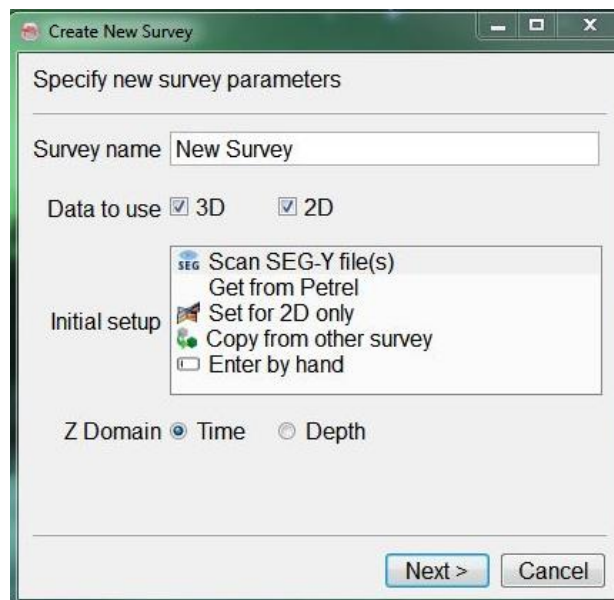 Create New Survey
Specify new survey parameters
Survey name New Survey
Data to use 3D 2D
SEG Scan SEG-Y file(s)
Get from Petrel
Initial setup Set for 2D only
Copy from other survey
Enter by hand
Z Domain Time Depth
Next > Cancel